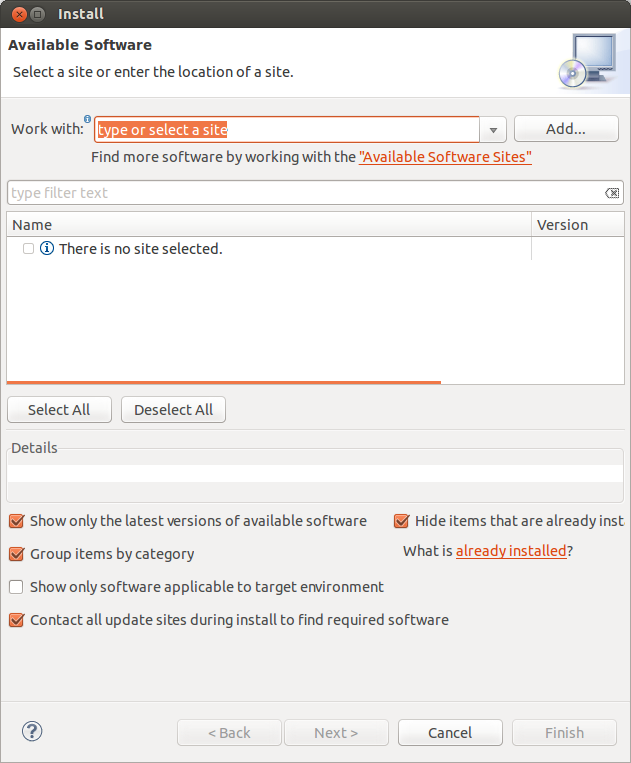 Install
Available Software
Select a site or enter the location of a site.
Work with: type or select a site Add...
Find more software by working with the "Available Software Sites"
type filter text
Name Version
There is no site selected.
Select All Deselect All
Details
Show only the latest versions of available software Hide items that are already
Group items by category What is already installed?
Show only software applicable to target environment
Contact all update sites during install to find required software
< Back Next > Cancel Finish